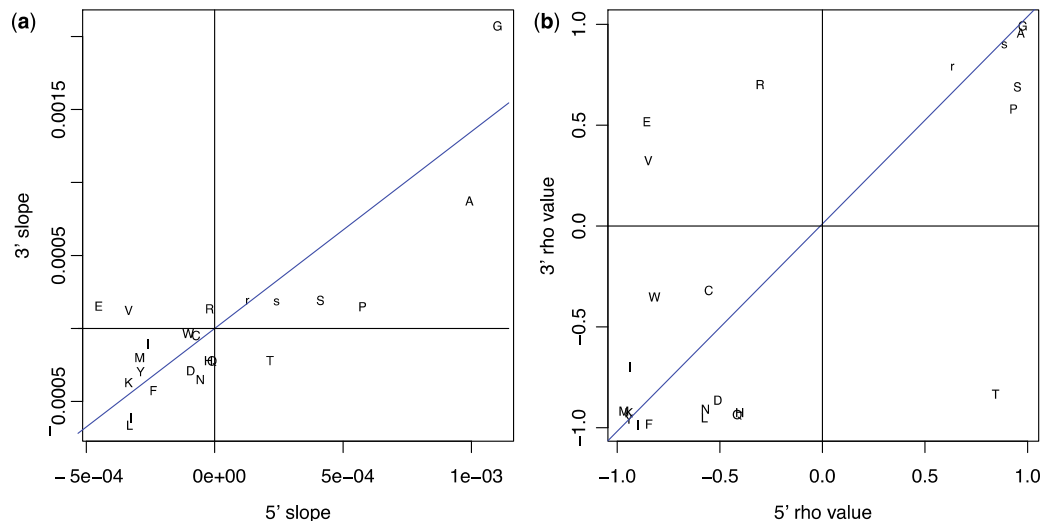 (a)
3' slope
0.0015
0.0005
−0.0005
G
A
E V R r s S P
W C
I
M H Q T
Y D N
K F
I
L
− 5e−04 0e+00 5e−04 1e−03
5' slope
(b)
3' rho value
1.0
0.5
0.0
−0.5
−1.0
G
A
s
r
R S
P
E
V
C
W
I
T
D
M K N H
Y L Q
I F
−1.0 −0.5 0.0 0.5 1.0
5' rho value